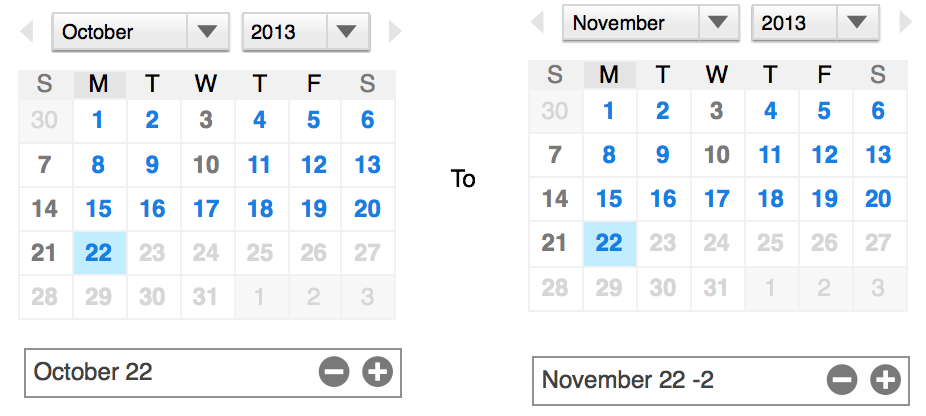 October 2013
S M T W T F S
30 1 2 3 4 5 6
7 8 9 10 11 12 13
14 15 16 17 18 19 20
21 22 23 24 25 26 27
28 29 30 31 1 2 3
October 22
To
November 2013
S M T W T F S
30 1 2 3 4 5 6
7 8 9 10 11 12 13
14 15 16 17 18 19 20
21 22 23 24 25 26 27
28 29 30 31 1 2 3
November 22 -2